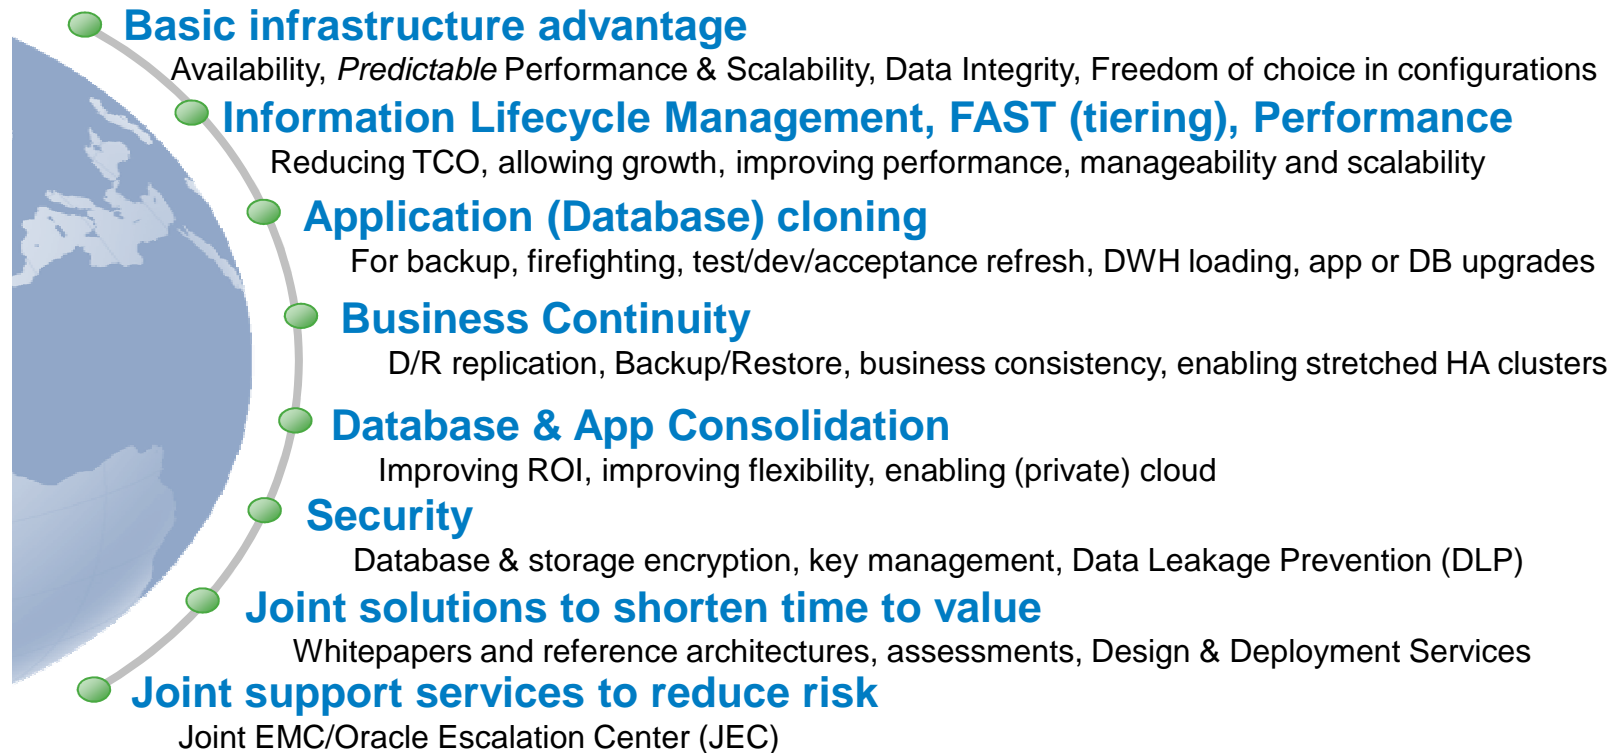 Basic infrastructure advantage
Availability, Predictable Performance & Scalability, Data Integrity, Freedom of choice in configurations
Information Lifecycle Management, FAST (tiering), Performance
Reducing TCO, allowing growth, improving performance, manageability and scalability
Application (Database) cloning
For backup, firefighting, test/dev/acceptance refresh, DWH loading, app or DB upgrades
Business Continuity
D/R replication, Backup/Restore, business consistency, enabling stretched HA clusters
Database & App Consolidation
Improving ROI, improving flexibility, enabling (private) cloud
Security
Database & storage encryption, key management, Data Leakage Prevention (DLP)
Joint solutions to shorten time to value
Whitepapers and reference architectures, assessments, Design & Deployment Services
Joint support services to reduce risk
Joint EMC/Oracle Escalation Center (JEC)